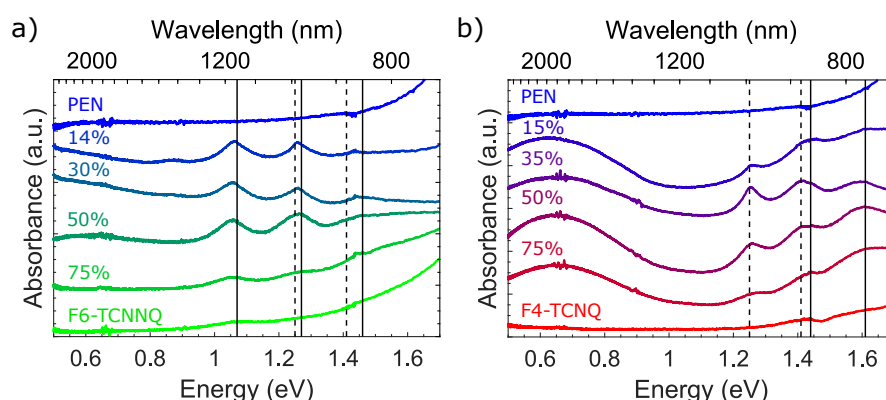 a)
Wavelength (nm)
2000 1200 800
Absorbance (a.u.)
PEN
14%
30%
50%
75%
F6-TCNNQ
0.6 0.8 1 1.2 1.4 1.6
Energy (eV)
b)
Wavelength (nm)
2000 1200 800
Absorbance (a.u.)
PEN
15%
35%
50%
75%
F4-TCNQ
0.6 0.8 1 1.2 1.4 1.6
Energy (eV)